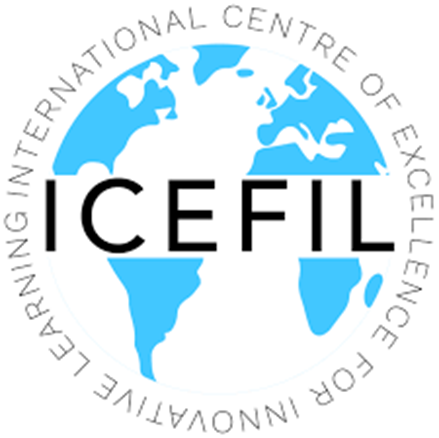 INTERNATIONAL CENTRE OF EXCELLENCE FOR INNOVATIVE LEARNING
ICEFIL